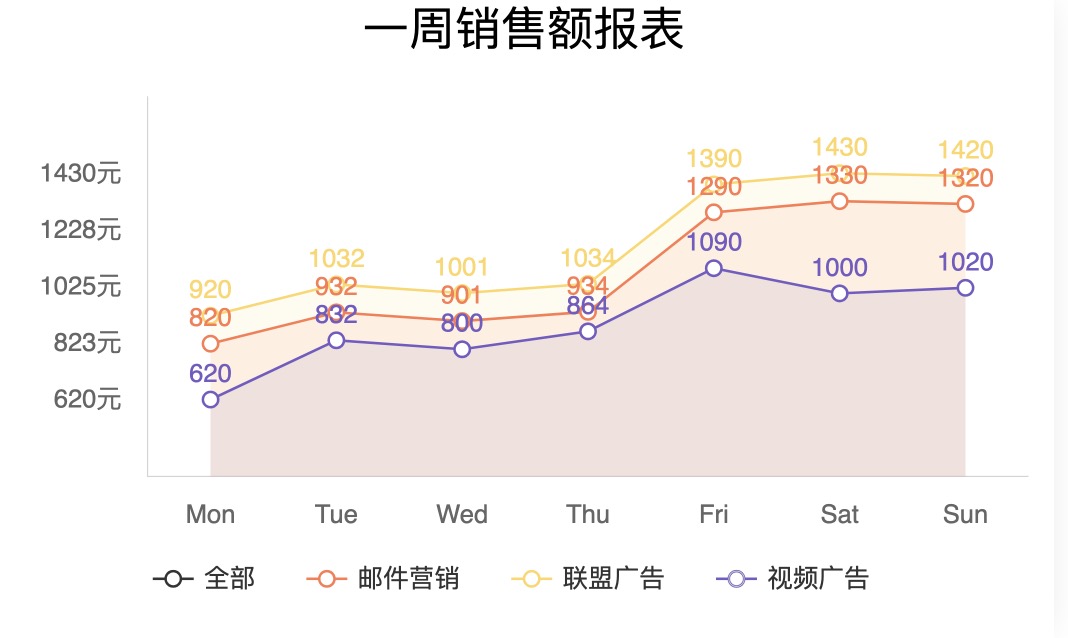 一周销售额报表
1430元
1228元
1025元
823元
620元
920 1032 1001 1034 1390 1430 1420
820 932 901 934 1290 1330 1320
620 832 800 864 1090 1000 1020
Mon Tue Wed Thu Fri Sat Sun
全部 邮件营销 联盟广告 视频广告